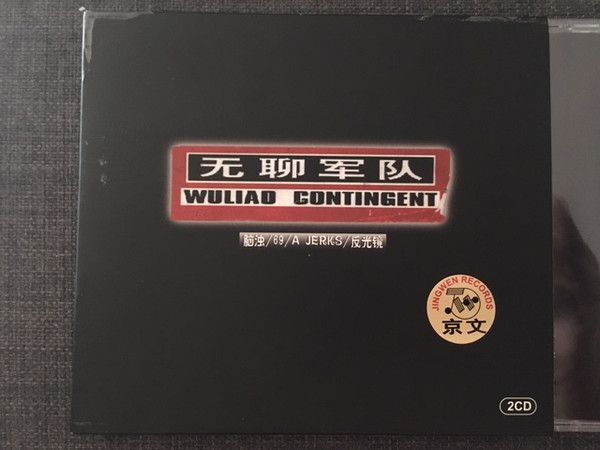 无聊军队
WULIAO CONTINGENT
脑浊/69/A JERKS/反光镜
JINGWEN RECORDS
京文
2CD